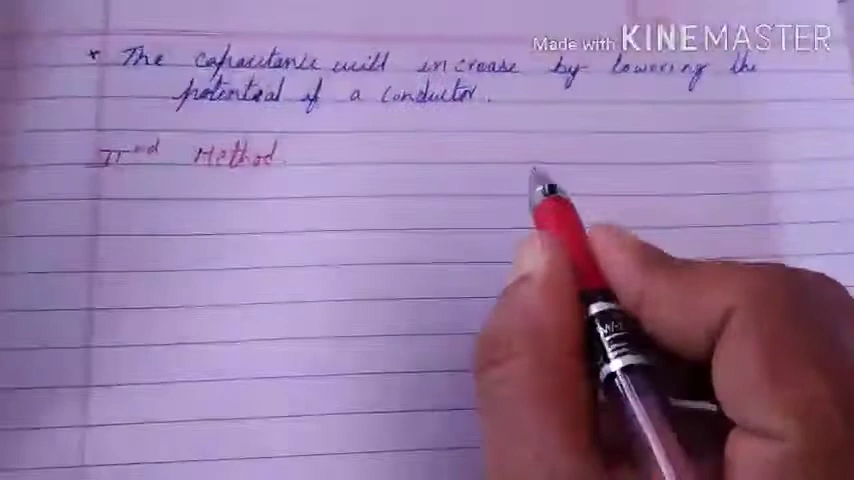 Made with KINEMASTER
* The capacitance will increase by lowering the
potential of a conductor.
IInd Method